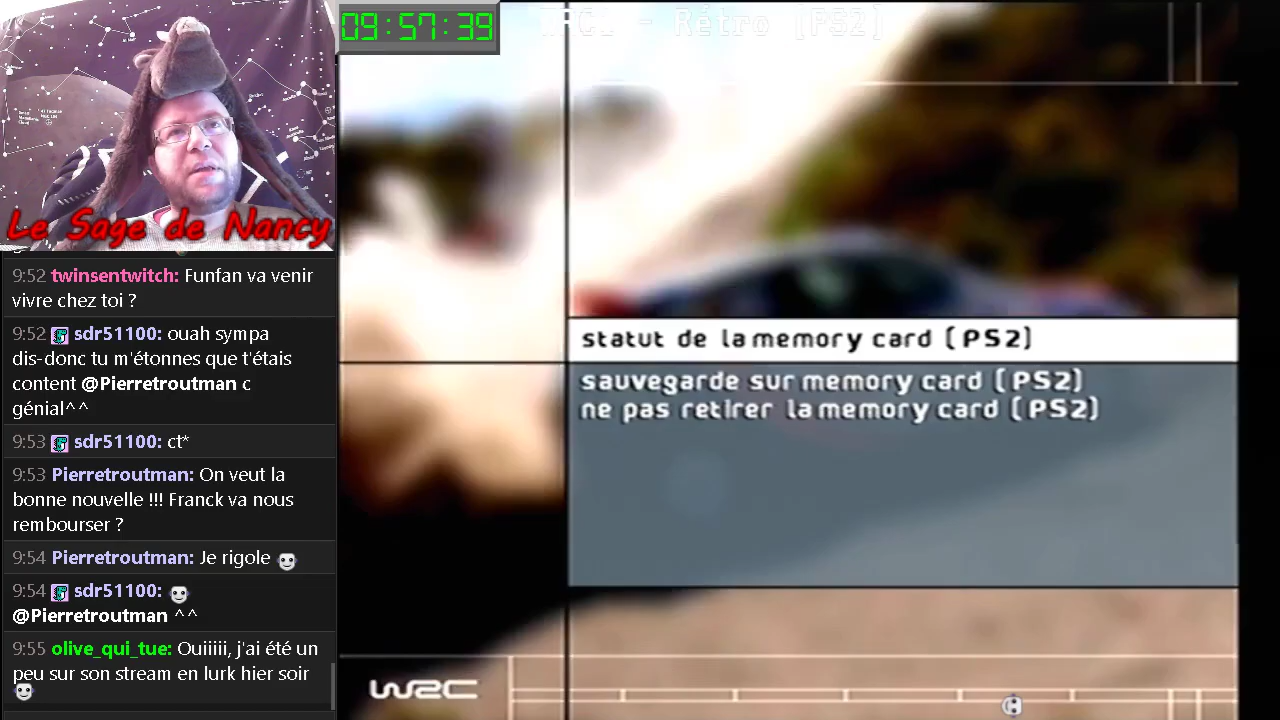 09:57:39
WRC1 - Rétro [PS2]
Le Sage de Nancy
9:52 twinsentwitch: Funfan va venir
vivre chez toi ?
9:52 sdr51100: ouah sympa
dis-donc tu m'étonnes que t'étais
content @Pierretroutman c
génial^^
9:53 sdr51100: ct*
9:53 Pierretroutman: On veut la
bonne nouvelle !!! Franck va nous
rembourser ?
9:54 Pierretroutman: Je rigole
9:54 sdr51100:
@Pierretroutman ^^
9:55 olive_qui_tue: Ouiiiii, j'ai été un
peu sur son stream en lurk hier soir
statut de la memory card (PS2)
sauvegarde sur memory card (PS2)
ne pas retirer la memory card (PS2)
WRC